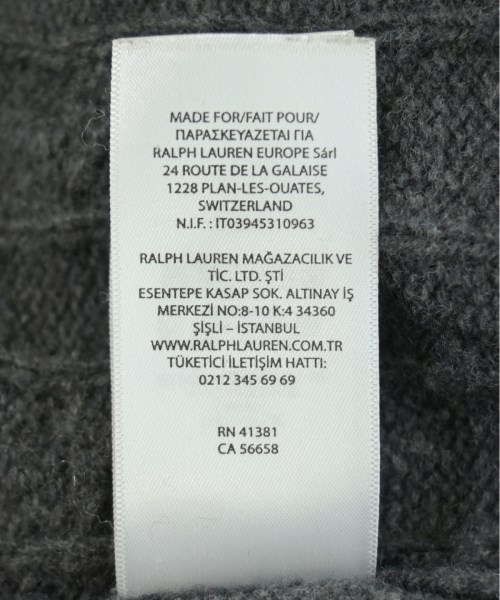 MADE FOR/FAIT POUR/
ΠΑΡΑΣΚΕΥΑΖΕΤΑΙ ΓΙΑ
RALPH LAUREN EUROPE Sárl
24 ROUTE DE LA GALAISE
1228 PLAN-LES-OUATES,
SWITZERLAND
N.I.F. : IT03945310963
RALPH LAUREN MAĞAZACILIK VE
TİC. LTD. ŞTİ
ESENTEPE KASAP SOK. ALTINAY İŞ
MERKEZİ NO:8-10 K:4 34360
ŞİŞLİ – İSTANBUL
WWW.RALPHLAUREN.COM.TR
TÜKETİCİ İLETİŞİM HATTI:
0212 345 69 69
RN 41381
CA 56658